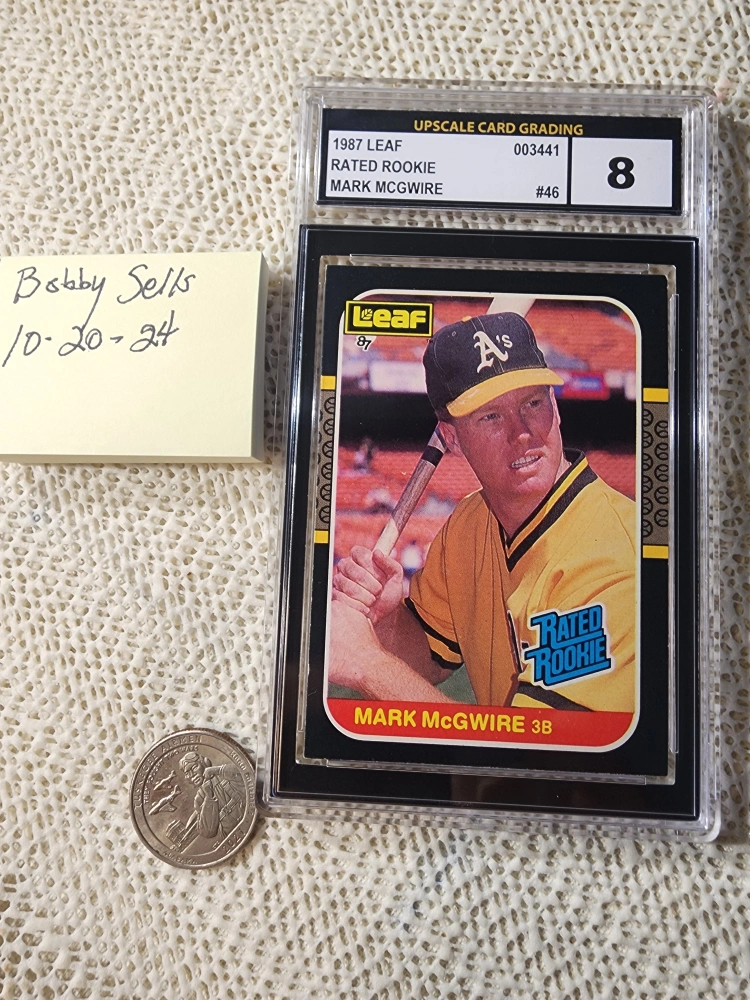 UPSCALE CARD GRADING
1987 LEAF 003441
RATED ROOKIE
MARK MCGWIRE #46
8
Bobby Sells
10-20-24
Leaf
87
A's
RATED
ROOKIE
MARK McGWIRE 3B